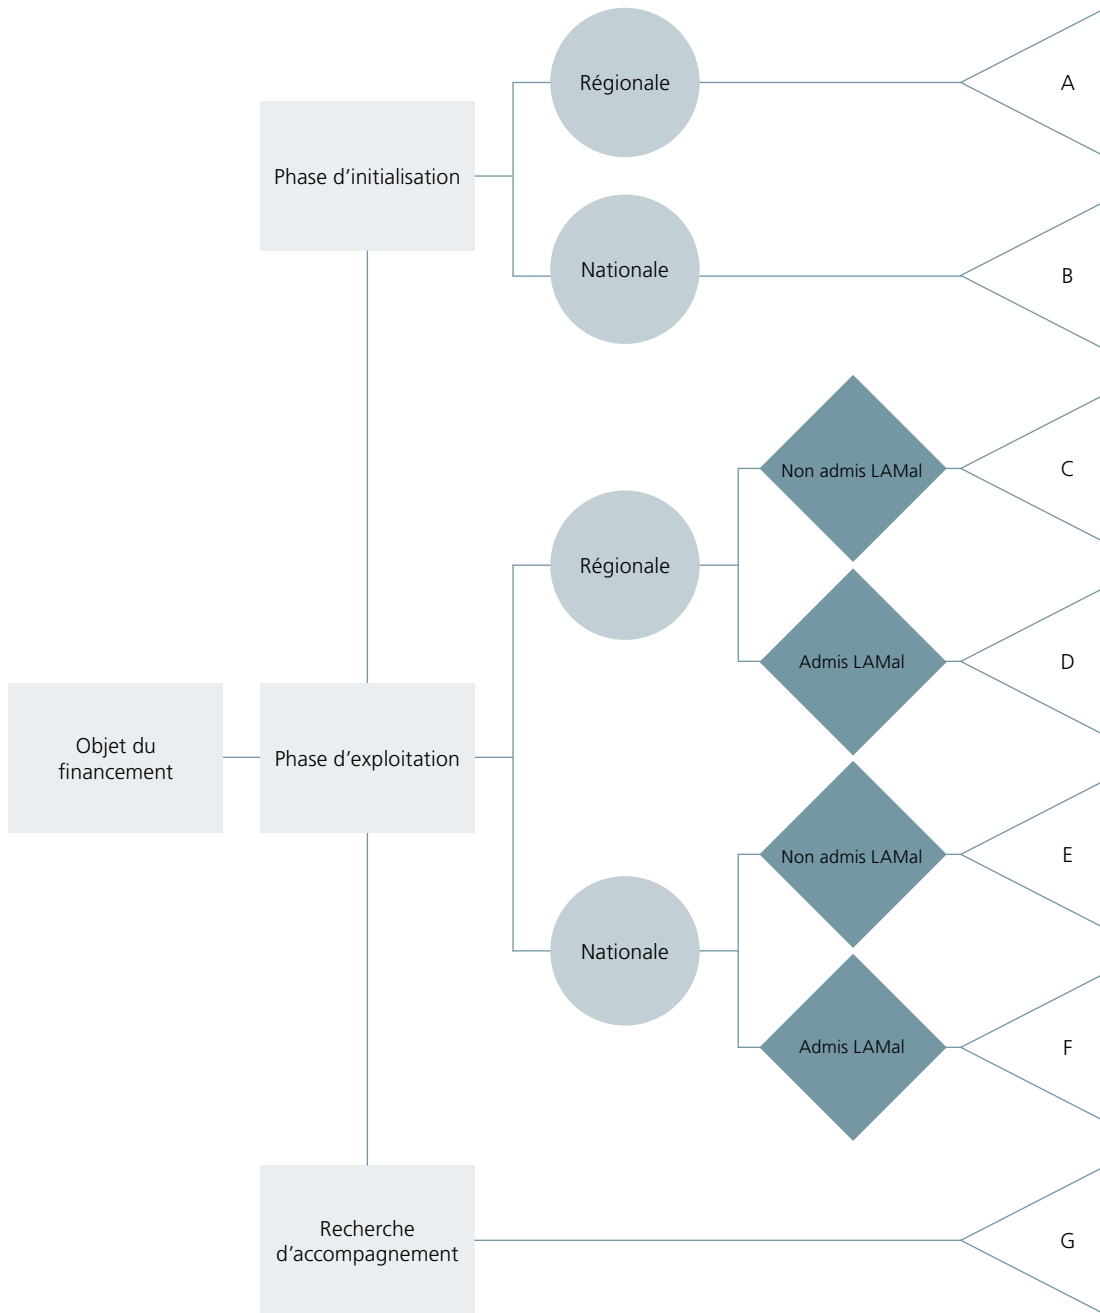 Régionale
A
Phase d’initialisation
Nationale
B
Non admis LAMal
C
Régionale
Admis LAMal
D
Objet du
financement
Phase d’exploitation
Non admis LAMal
E
Nationale
Admis LAMal
F
Recherche
d’accompagnement
G